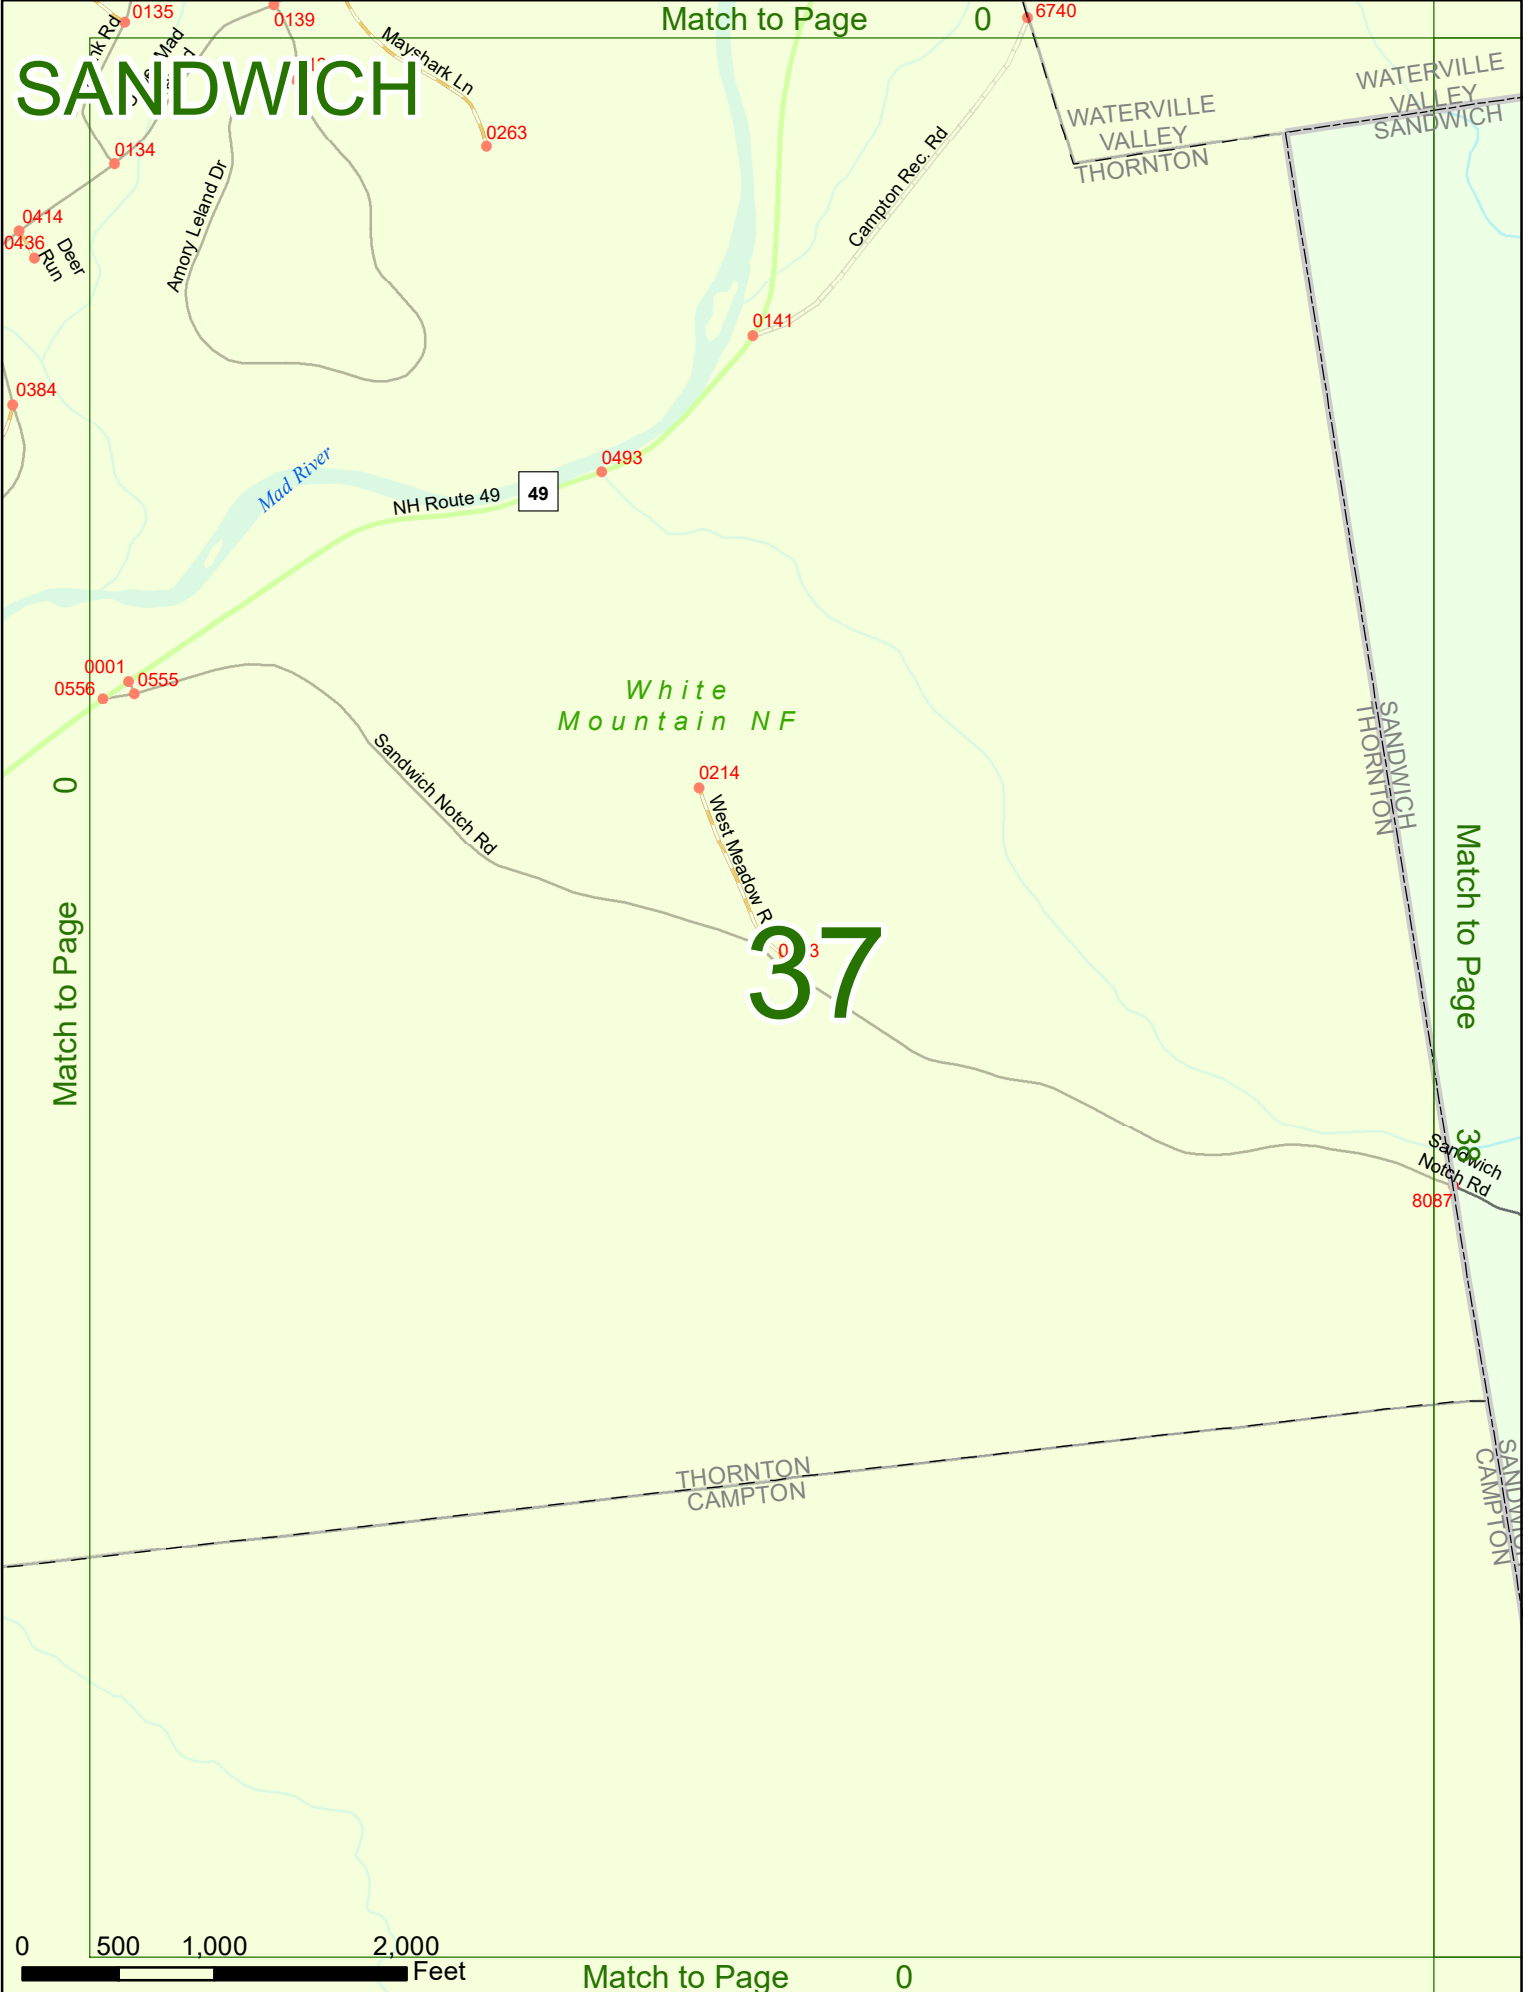 Match to Page 0
0135
0139
6740
Mayshark Ln
nk Rd
Mad
SANDWICH
WATERVILLE
VALLEY
SANDWICH
WATERVILLE
VALLEY
THORNTON
0263
0134
Campton Rec. Rd
Amory Leland Dr
0414
0436
Deer
Run
0141
0384
0493
Mad River
NH Route 49
49
0001
0555
0556
White
Mountain NF
SANDWICH
THORNTON
Sandwich Notch Rd
0214
West Meadow R
Match to Page 0
Match to Page 38
37
Sandwich
Notch Rd
8087
THORNTON
CAMPTON
CAMPTON
0 500 1,000 2,000
Feet
Match to Page 0